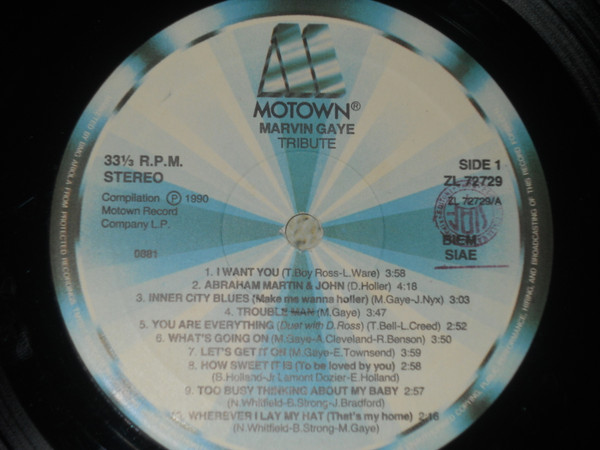 MOTOWN®
MARVIN GAYE
TRIBUTE
33⅓ R.P.M.
STEREO
Compilation Ⓟ 1990
Motown Record
Company L.P.
0881
SIDE 1
ZL 72729
ZL 72729/A
BIEM
SIAE
1. I WANT YOU (T.Boy Ross-L.Ware) 3:58
2. ABRAHAM MARTIN & JOHN (D.Holler) 4:16
3. INNER CITY BLUES (Make me wanna holler) (M.Gaye-J.Nyx) 3:03
4. TROUBLE MAN (M.Gaye) 3:47
5. YOU ARE EVERYTHING (Duet with D.Ross) (T.Bell-L.Creed) 2:52
6. WHAT'S GOING ON (M.Gaye-A.Cleveland-R.Benson) 3:50
7. LET'S GET IT ON (M.Gaye-E.Townsend) 3:59
8. HOW SWEET IT IS (To be loved by you) 2:58
(B.Holland-Jr.Lamont Dozier-E.Holland)
9. TOO BUSY THINKING ABOUT MY BABY 2:57
(N.Whitfield-B.Strong-J.Bradford)
10. WHEREVER I LAY MY HAT (That's my home) 2:16
(N.Whitfield-B.Strong-M.Gaye)